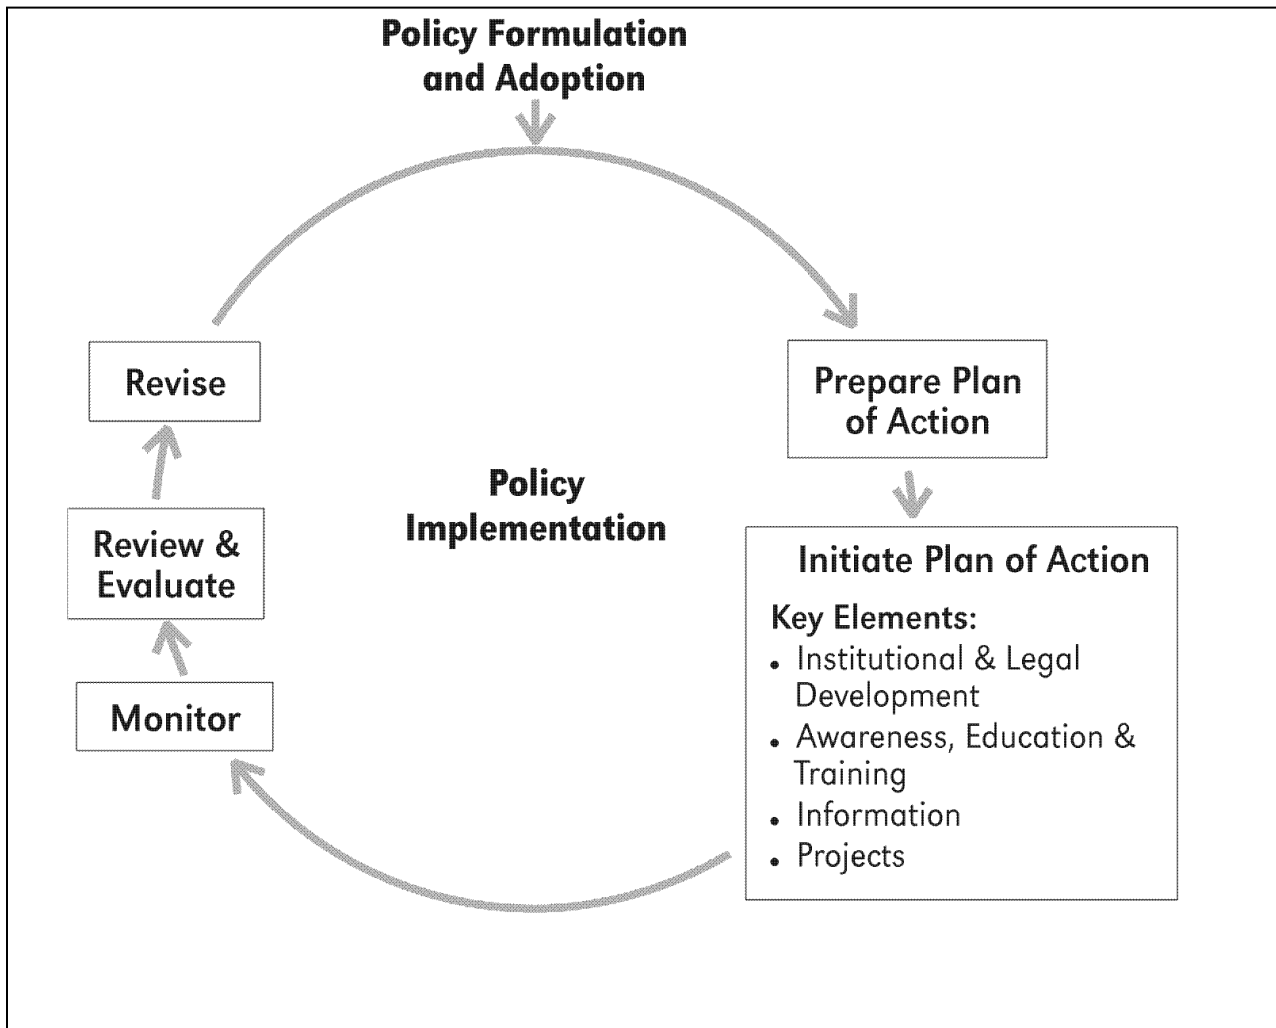 Policy Formulation
and Adoption
Revise
Prepare Plan
of Action
Policy
Implementation
Review &
Evaluate
Initiate Plan of Action
Key Elements:
• Institutional & Legal
Development
• Awareness, Education &
Training
• Information
• Projects
Monitor